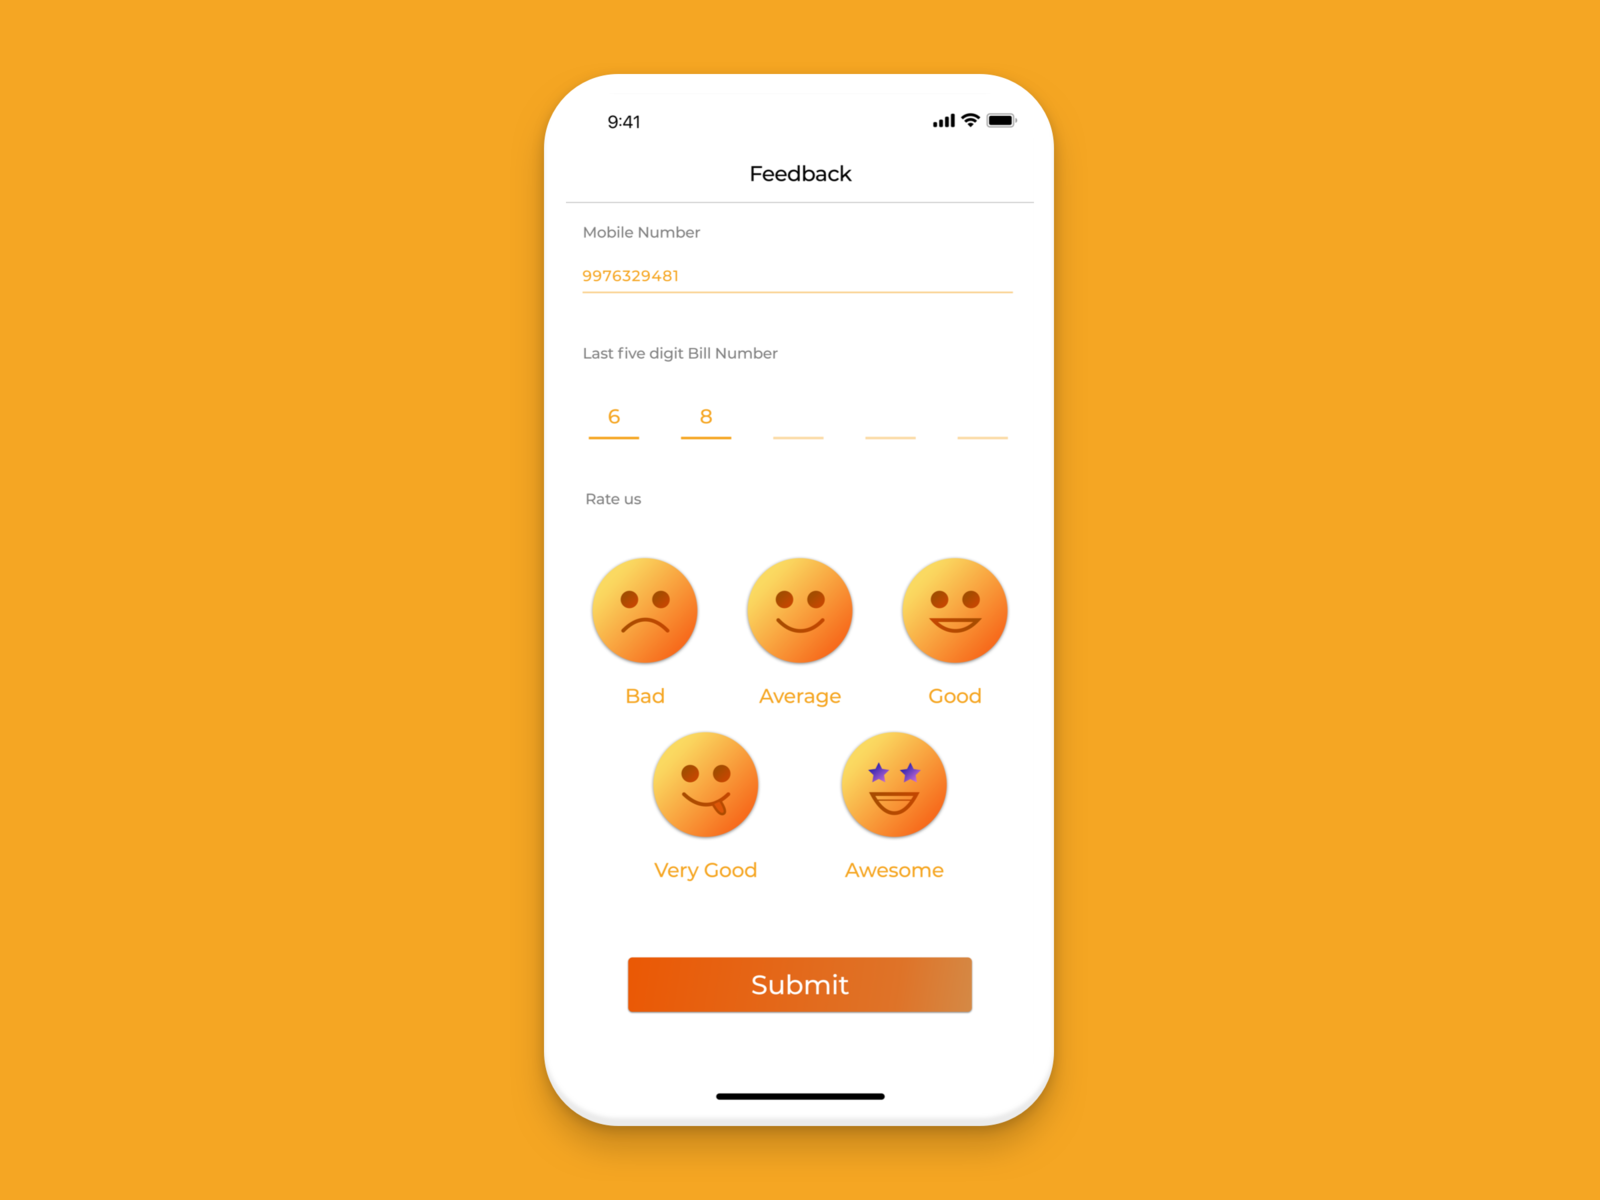 9:41
Feedback
Mobile Number
9976329481
Last five digit Bill Number
6 8
Rate us
Bad Average Good
Very Good Awesome
Submit